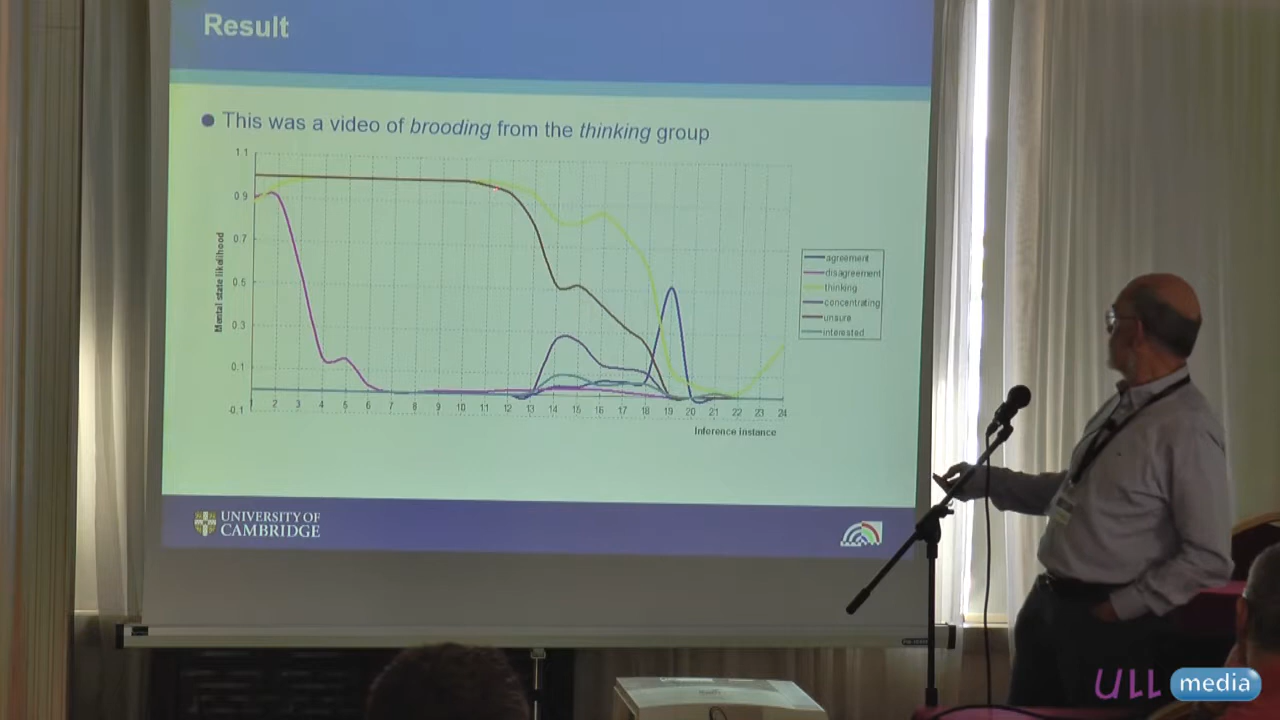 Result
● This was a video of brooding from the thinking group
1.1
0.9
0.7
0.5
0.3
0.1
-0.1
Mental state likelihood
1 2 3 4 5 6 7 8 9 10 11 12 13 14 15 16 17 18 19 20 21 22 23 24
Inference instance
agreement
disagreement
thinking
concentrating
unsure
interested
UNIVERSITY OF
CAMBRIDGE
ULL media